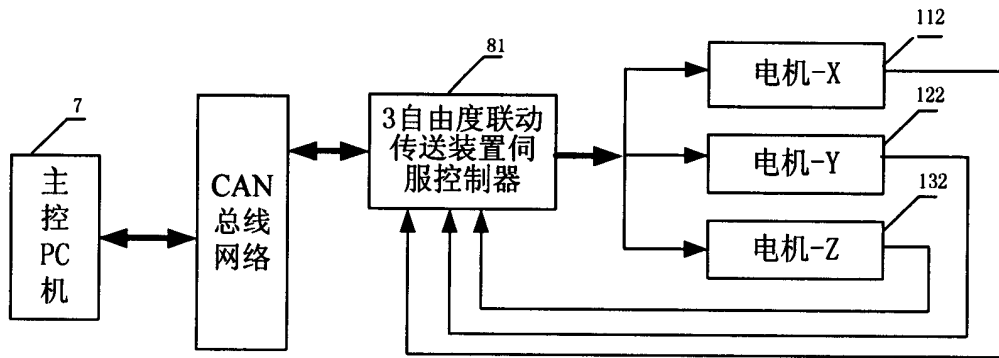 7
主
控
PC
机
CAN
总线
网络
81
3自由度联动
传送装置伺
服控制器
112
电机-X
122
电机-Y
132
电机-Z